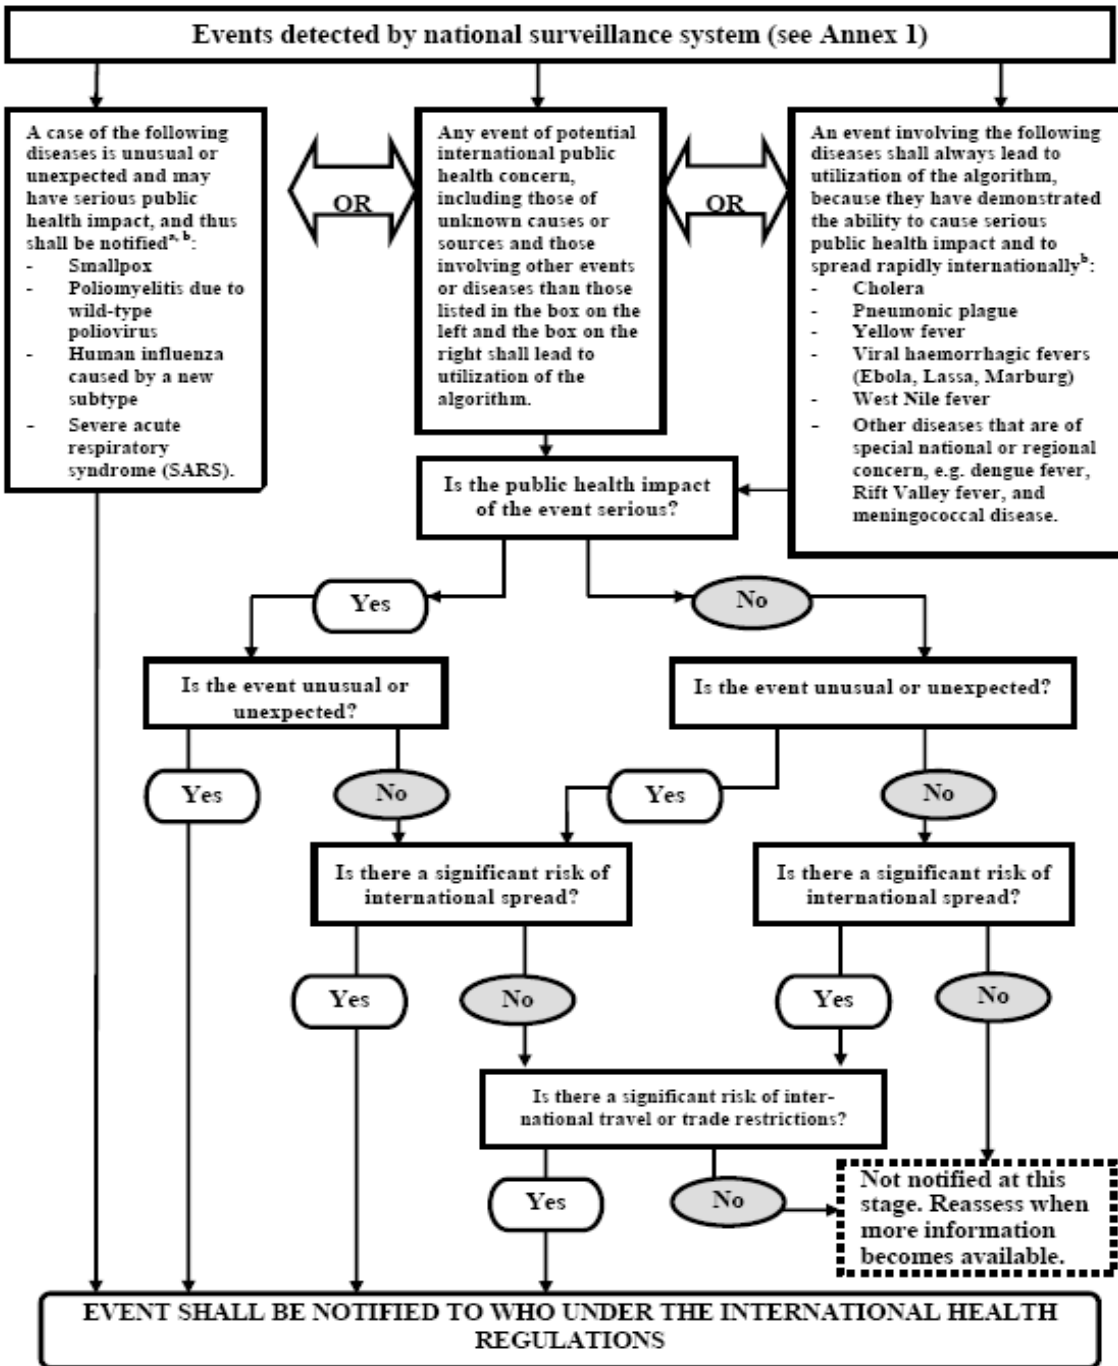 Events detected by national surveillance system (see Annex 1)
A case of the following
diseases is unusual or
unexpected and may
have serious public
health impact, and thus
shall be notified^a, b:
- Smallpox
- Poliomyelitis due to
wild-type
poliovirus
- Human influenza
caused by a new
subtype
- Severe acute
respiratory
syndrome (SARS).
OR
Any event of potential
international public
health concern,
including those of
unknown causes or
sources and those
involving other events
or diseases than those
listed in the box on the
left and the box on the
right shall lead to
utilization of the
algorithm.
OR
An event involving the following
diseases shall always lead to
utilization of the algorithm,
because they have demonstrated
the ability to cause serious
public health impact and to
spread rapidly internationally^b:
- Cholera
- Pneumonic plague
- Yellow fever
- Viral haemorrhagic fevers
(Ebola, Lassa, Marburg)
- West Nile fever
- Other diseases that are of
special national or regional
concern, e.g. dengue fever,
Rift Valley fever, and
meningococcal disease.
Is the public health impact
of the event serious?
Yes
No
Is the event unusual or
unexpected?
Is the event unusual or unexpected?
Yes
No
Yes
No
Is there a significant risk of
international spread?
Is there a significant risk of
international spread?
Yes
No
Yes
No
Is there a significant risk of inter-
national travel or trade restrictions?
Yes
No
Not notified at this
stage. Reassess when
more information
becomes available.
EVENT SHALL BE NOTIFIED TO WHO UNDER THE INTERNATIONAL HEALTH
REGULATIONS